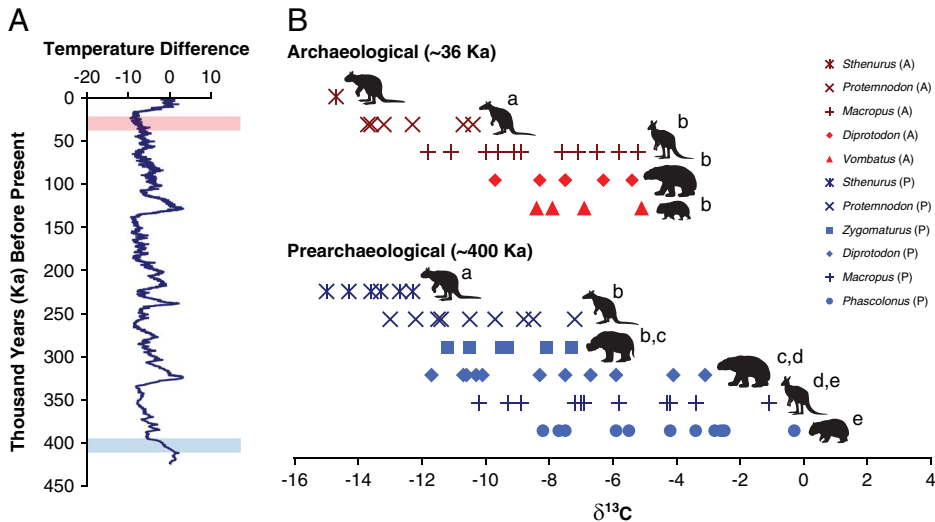 A
Temperature Difference
-20 -10 0 10
0
50
100
150
200
250
300
350
400
450
Thousand Years (Ka) Before Present
B
Archaeological (~36 Ka)
a
b
b
b
Prearchaeological (~400 Ka)
a
b
b,c
c,d
d,e
e
-16 -14 -12 -10 -8 -6 -4 -2 0 2 4
δ¹³C
Sthenurus (A)
Protemnodon (A)
Macropus (A)
Diprotodon (A)
Vombatus (A)
Sthenurus (P)
Protemnodon (P)
Zygomaturus (P)
Diprotodon (P)
Macropus (P)
Phascolonus (P)